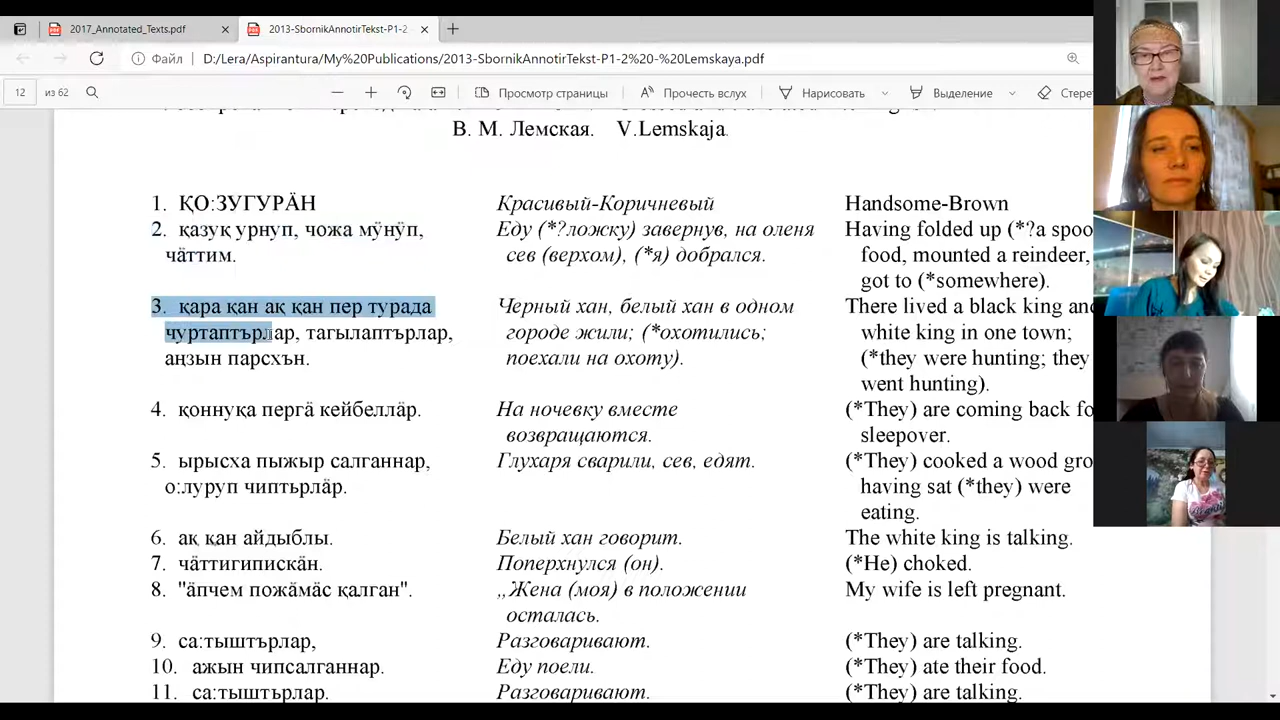 2017_Annotated_Texts.pdf
2013-SbornikAnnotirTekst-P1-2
Файл D:/Lera/Aspirantura/My%20Publications/2013-SbornikAnnotirTekst-P1-2%20-%20Lemskaya.pdf
12 из 62 Размер страницы Прочесть вслух Нарисовать Выделение
В. М. Лемская. V.Lemskaja.
1. ҚО:ЗУГУРӒН Красивый-Коричневый Handsome-Brown
2. қазуқ урнуп, чожа мӱнӱп, Еду (*?ложку) завернув, на оленя Having folded up (*?a spoo
чӓттим. сев (верхом), (*я) добрался. food, mounted a reindeer,
got to (*somewhere).
3. қара қан ақ қан пер турада Черный хан, белый хан в одном There lived a black king and
чуртаптърлар, тагылаптърлар, городе жили; (*охотились; white king in one town;
аңзын парсхън. поехали на охоту). (*they were hunting; they
went hunting).
4. қоннуқа пергӓ кейбеллӓр. На ночевку вместе (*They) are coming back fo
возвращаются. sleepover.
5. ырысха пыжыр салганнар, Глухаря сварили, сев, едят. (*They) cooked a wood gro
о:луруп чиптьрлӓр. having sat (*they) were
eating.
6. ақ қан айдыблы. Белый хан говорит. The white king is talking.
7. чӓттигипискӓн. Поперхнулся (он). (*He) choked.
8. "ӓпчем пожӓмӓс қалган". „Жена (моя) в положении My wife is left pregnant.
осталась.
9. са:тыштърлар, Разговаривают. (*They) are talking.
10. ажын чипсалганнар. Еду поели. (*They) ate their food.
11. са:тыштърлар. Разговаривают. (*They) are talking.